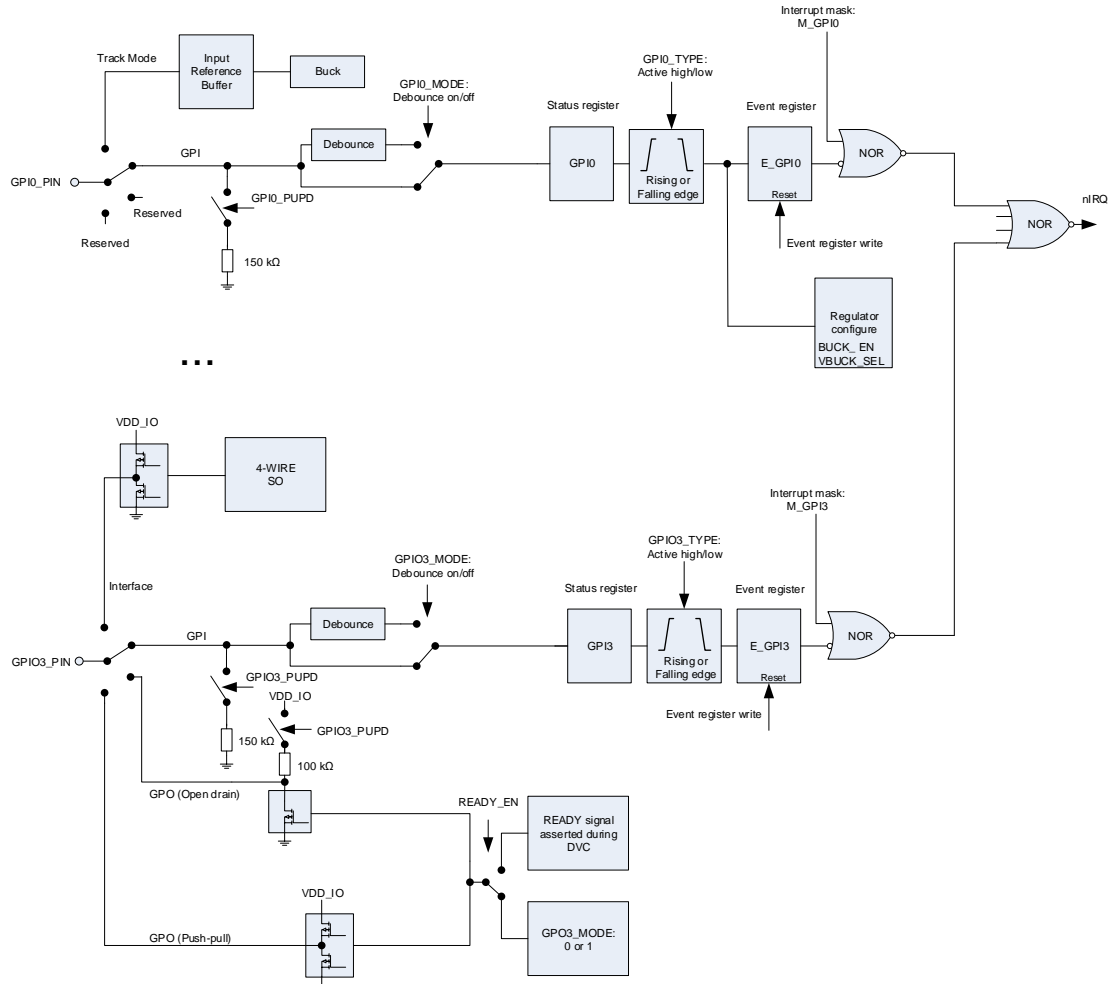 Interrupt mask:
M_GPI0
Track Mode
Input
Reference
Buffer
Buck
GPI0_TYPE:
Active high/low
GPI0_MODE:
Debounce on/off
Status register
Event register
GPI
Debounce
GPI0
Rising or
Falling edge
E_GPI0
Reset
NOR
GPI0_PIN
Reserved
Reserved
GPI0_PUPD
150 kΩ
Event register write
NOR
nIRQ
Regulator
configure
BUCK_EN
VBUCK_SEL
...
VDD_IO
4-WIRE
SO
Interrupt mask:
M_GPI3
GPIO3_TYPE:
Active high/low
GPIO3_MODE:
Debounce on/off
Interface
Status register
Event register
GPI
Debounce
GPI3
Rising or
Falling edge
E_GPI3
Reset
NOR
GPIO3_PIN
GPIO3_PUPD
VDD_IO
GPIO3_PUPD
150 kΩ
100 kΩ
Event register write
GPO (Open drain)
READY_EN
READY signal
asserted during
DVC
VDD_IO
GPO (Push-pull)
GPO3_MODE:
0 or 1